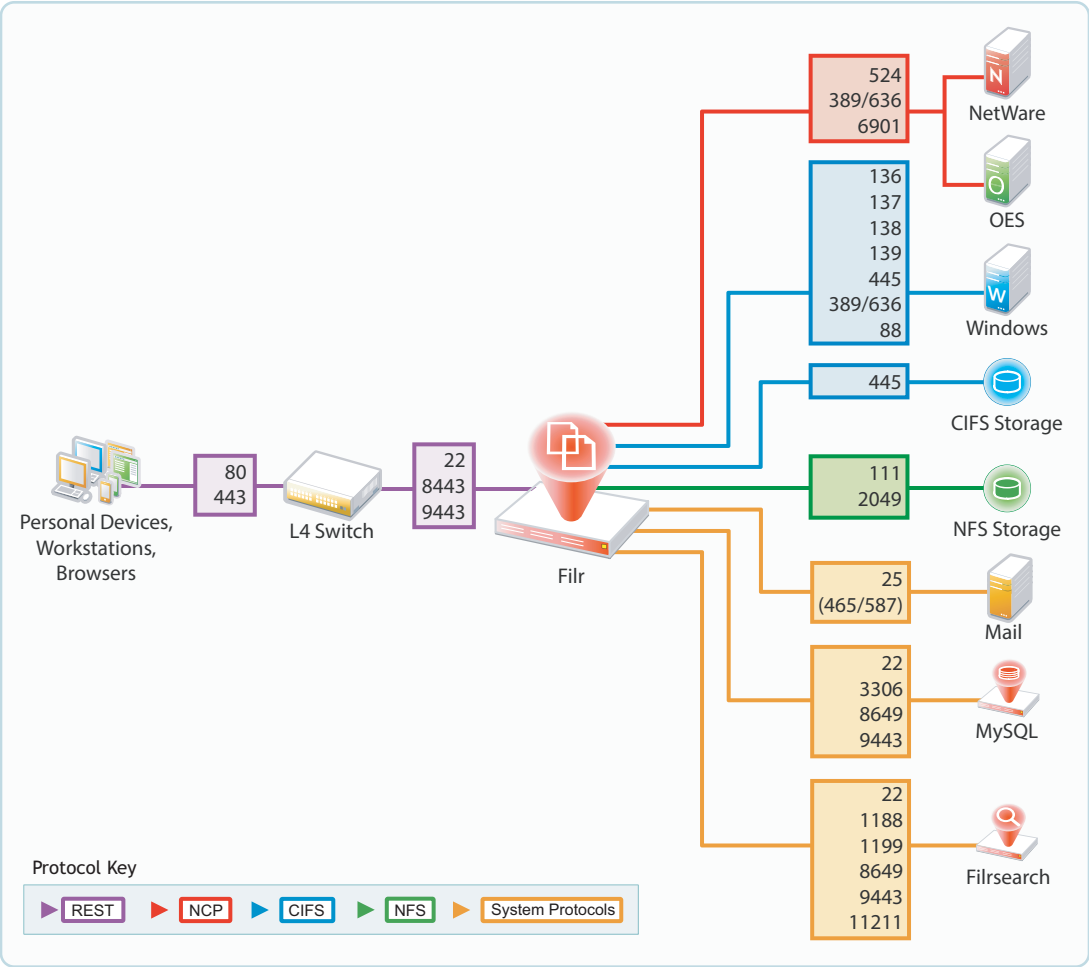 524
389/636
6901
N
NetWare
O
OES
136
137
138
139
445
389/636
88
W
Windows
445
CIFS Storage
80
443
22
8443
9443
111
2049
Personal Devices,
Workstations,
Browsers
L4 Switch
Filr
NFS Storage
25
(465/587)
Mail
22
3306
8649
9443
MySQL
22
1188
1199
8649
9443
11211
Filrsearch
Protocol Key
REST
NCP
CIFS
NFS
System Protocols